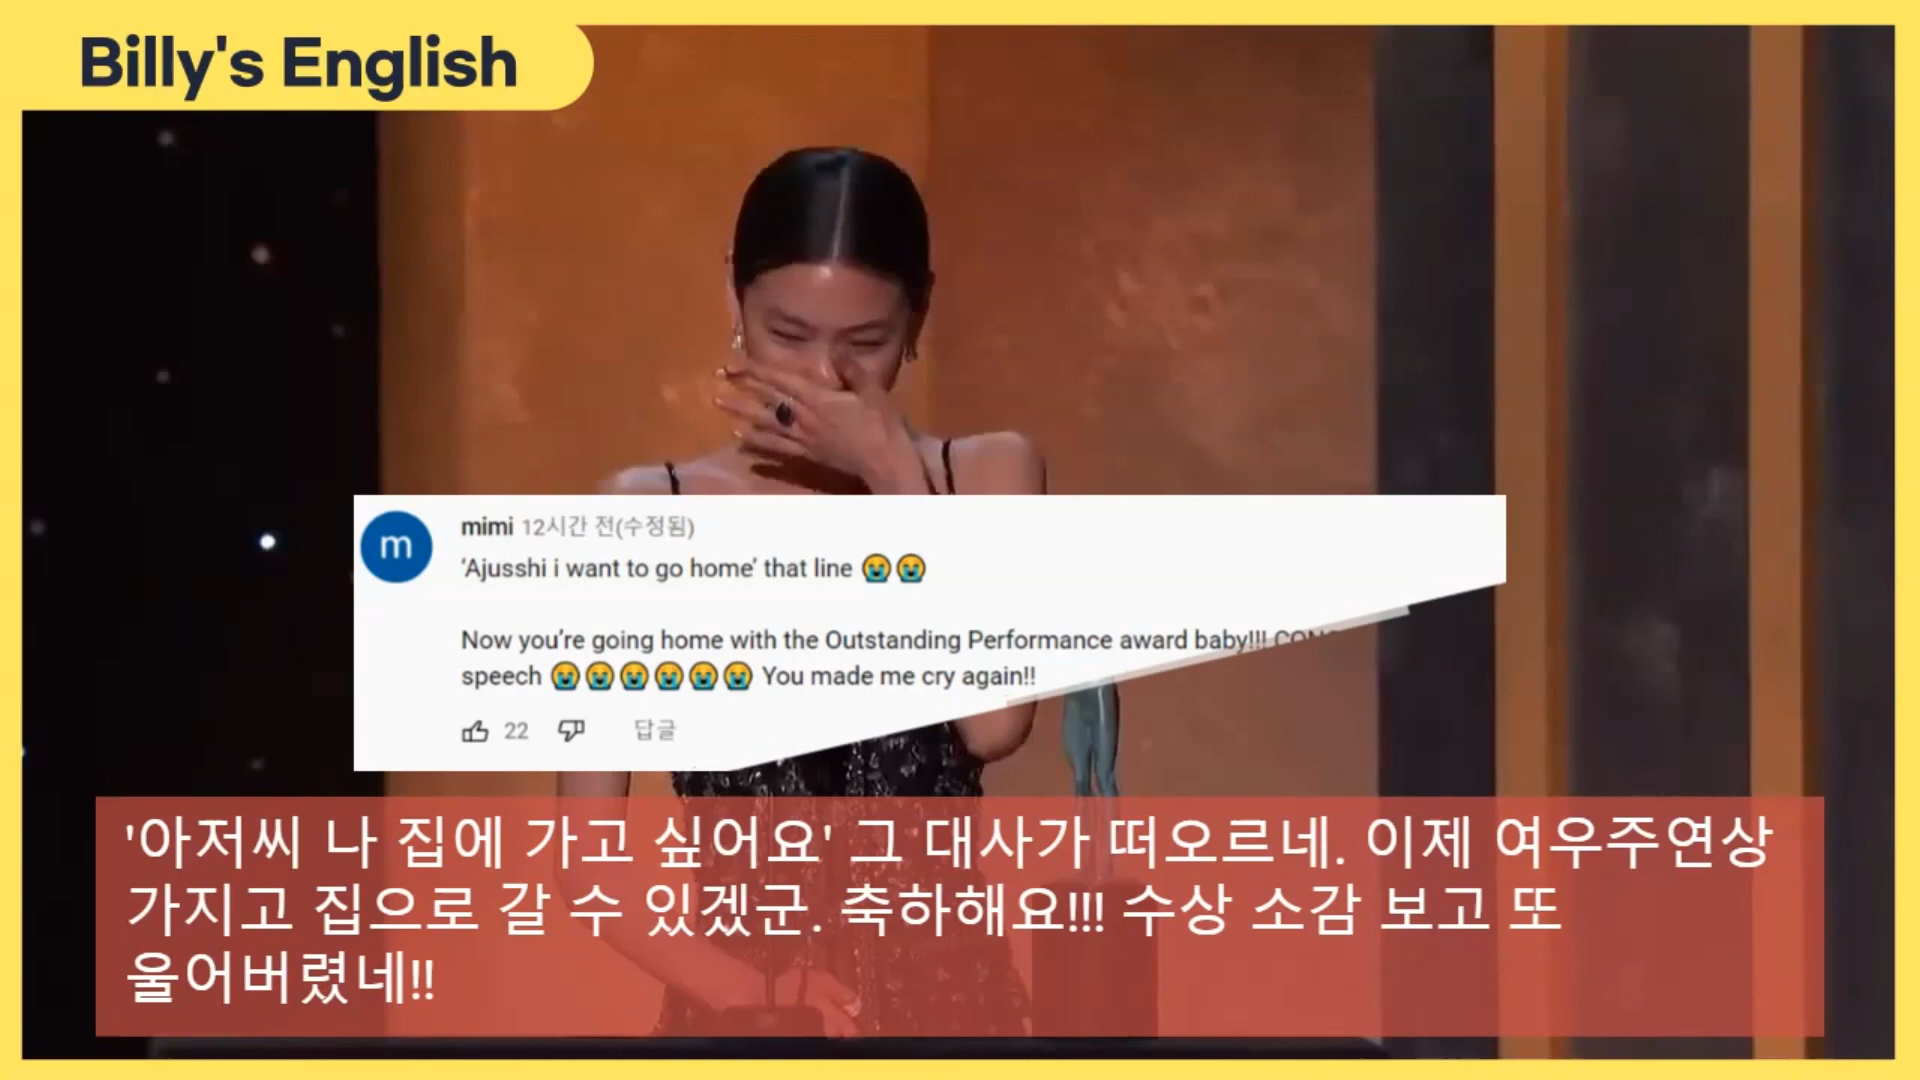 Billy's English
m
mimi 12시간 전(수정됨)
‘Ajusshi i want to go home’ that line 😭😭
Now you’re going home with the Outstanding Performance award baby!!!
speech 😭😭😭😭😭😭 You made me cry again!!
22 답글
'아저씨 나 집에 가고 싶어요' 그 대사가 떠오르네. 이제 여우주연상
가지고 집으로 갈 수 있겠군. 축하해요!!! 수상 소감 보고 또
울어버렸네!!